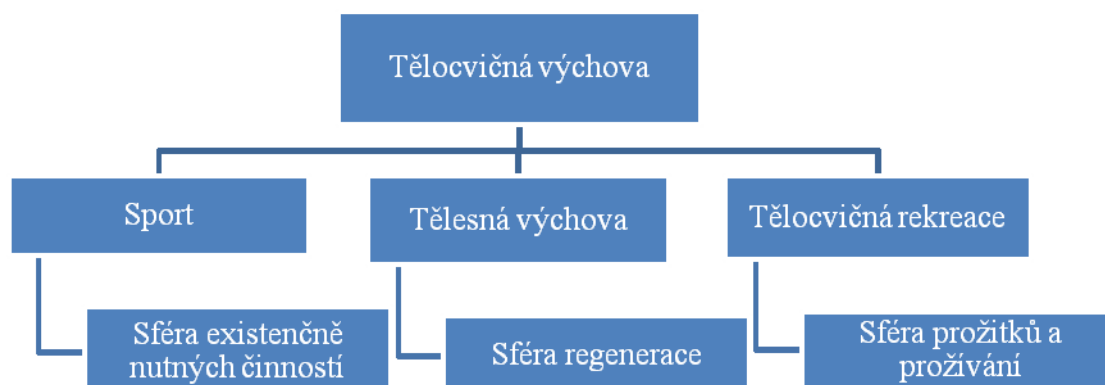 Tělocvičná výchova
Sport
Tělesná výchova
Tělocvičná rekreace
Sféra existenčně
nutných činností
Sféra regenerace
Sféra prožitků a
prožívání